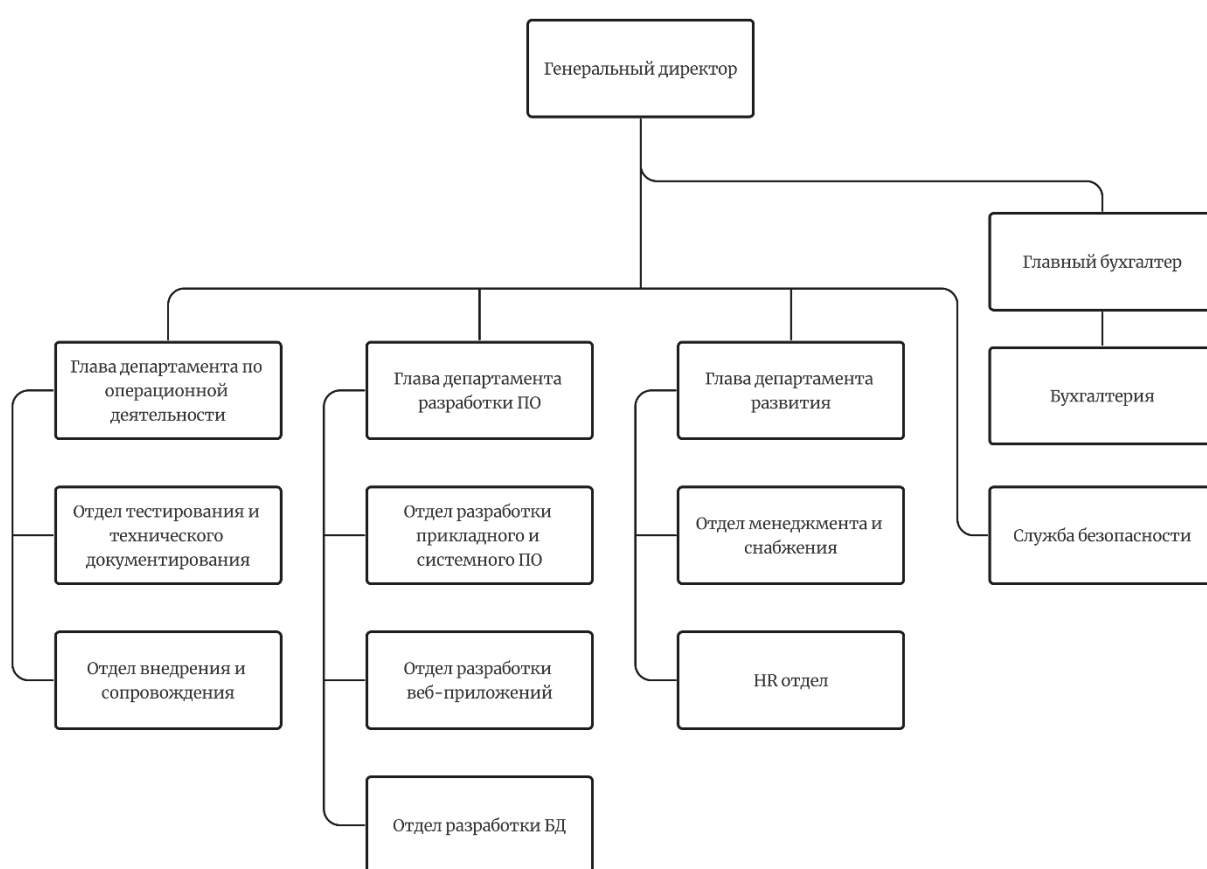 Генеральный директор
Главный бухгалтер
Глава департамента по
операционной
деятельности
Глава департамента
разработки ПО
Глава департамента
развития
Бухгалтерия
Отдел тестирования и
технического
документирования
Отдел разработки
прикладного и
системного ПО
Отдел менеджмента и
снабжения
Служба безопасности
Отдел внедрения и
сопровождения
Отдел разработки
веб-приложений
HR отдел
Отдел разработки БД